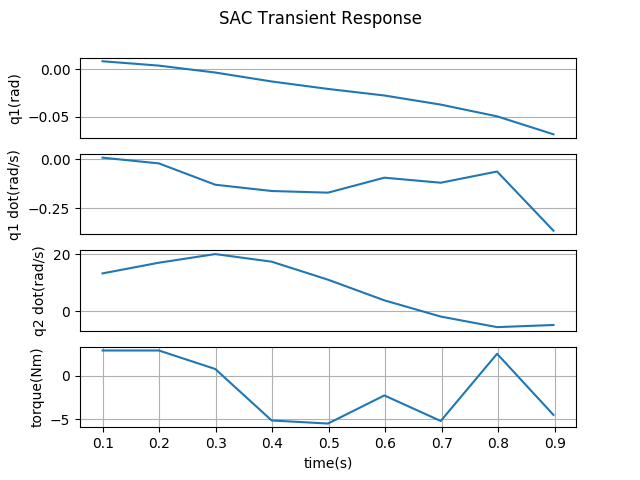 SAC Transient Response
q1(rad)
0.00
−0.05
q1 dot(rad/s)
0.00
−0.25
q2 dot(rad/s)
20
0
torque(Nm)
0
−5
0.1 0.2 0.3 0.4 0.5 0.6 0.7 0.8 0.9
time(s)